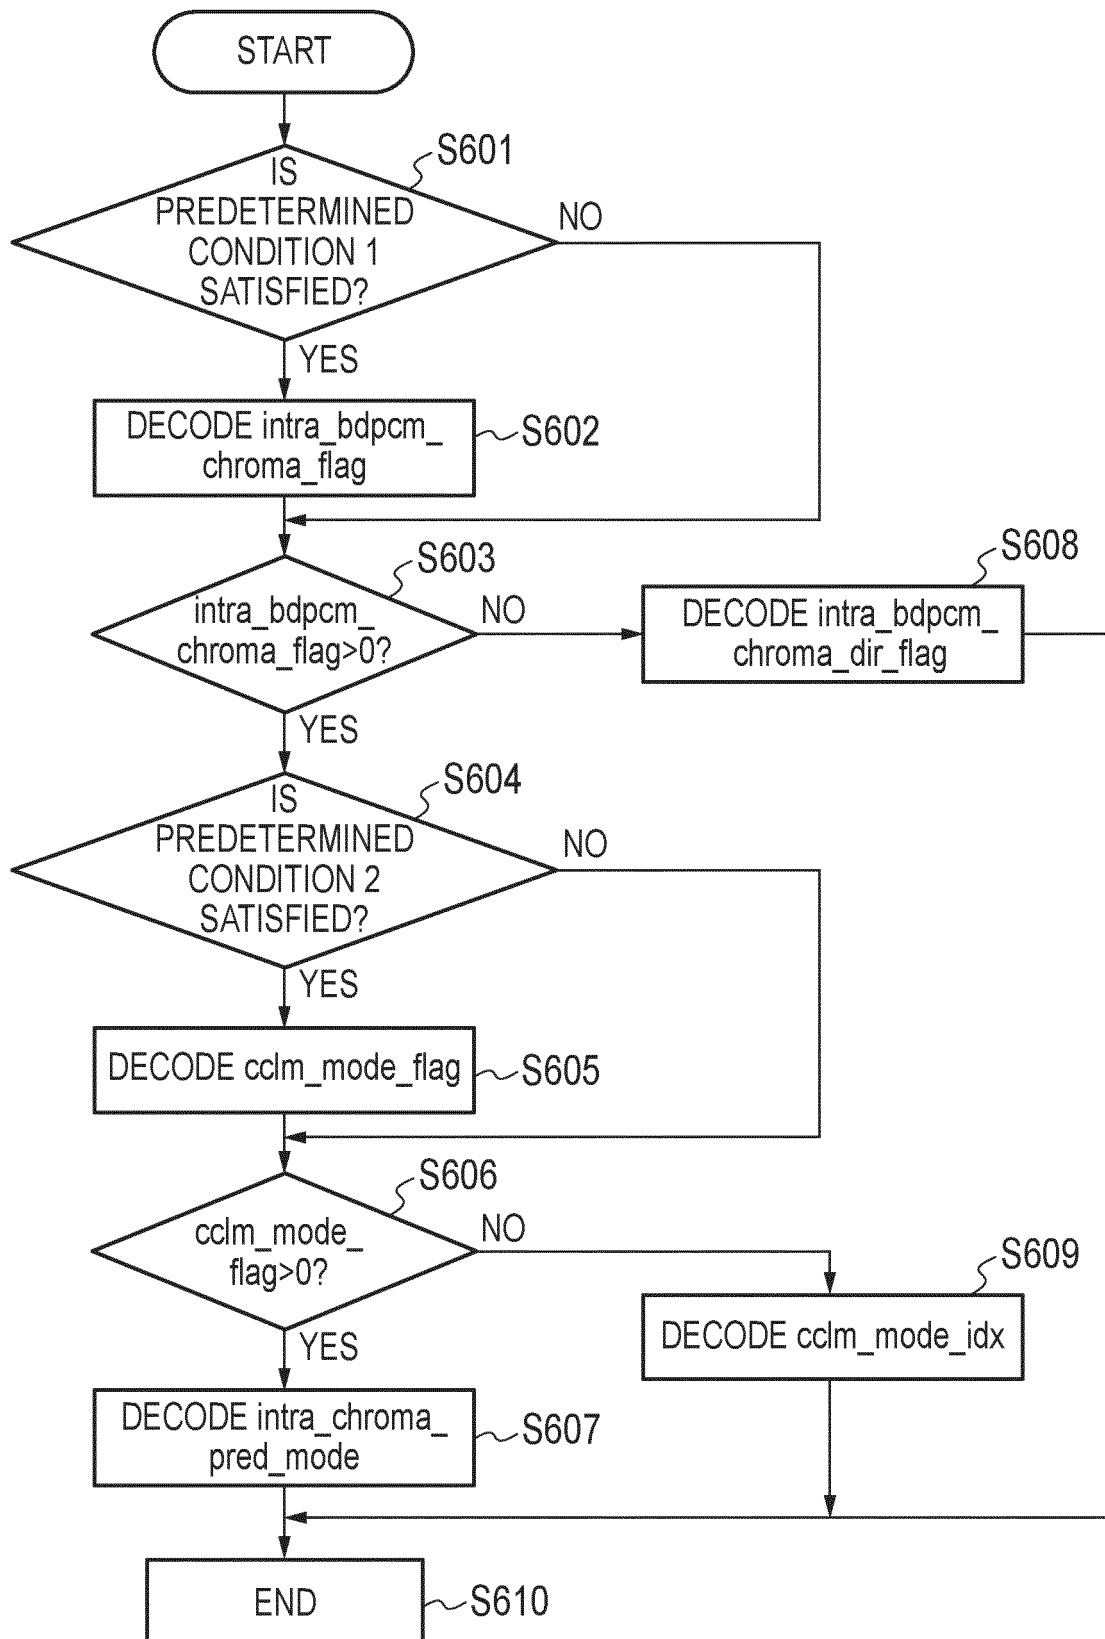 START
S601
IS
PREDETERMINED
CONDITION 1
SATISFIED?
NO
YES
DECODE intra_bdpcm_
chroma_flag
S602
S603
intra_bdpcm_
chroma_flag>0?
NO
S608
DECODE intra_bdpcm_
chroma_dir_flag
YES
S604
IS
PREDETERMINED
CONDITION 2
SATISFIED?
NO
YES
DECODE cclm_mode_flag
S605
S606
cclm_mode_
flag>0?
NO
S609
DECODE cclm_mode_idx
YES
DECODE intra_chroma_
pred_mode
S607
END
S610